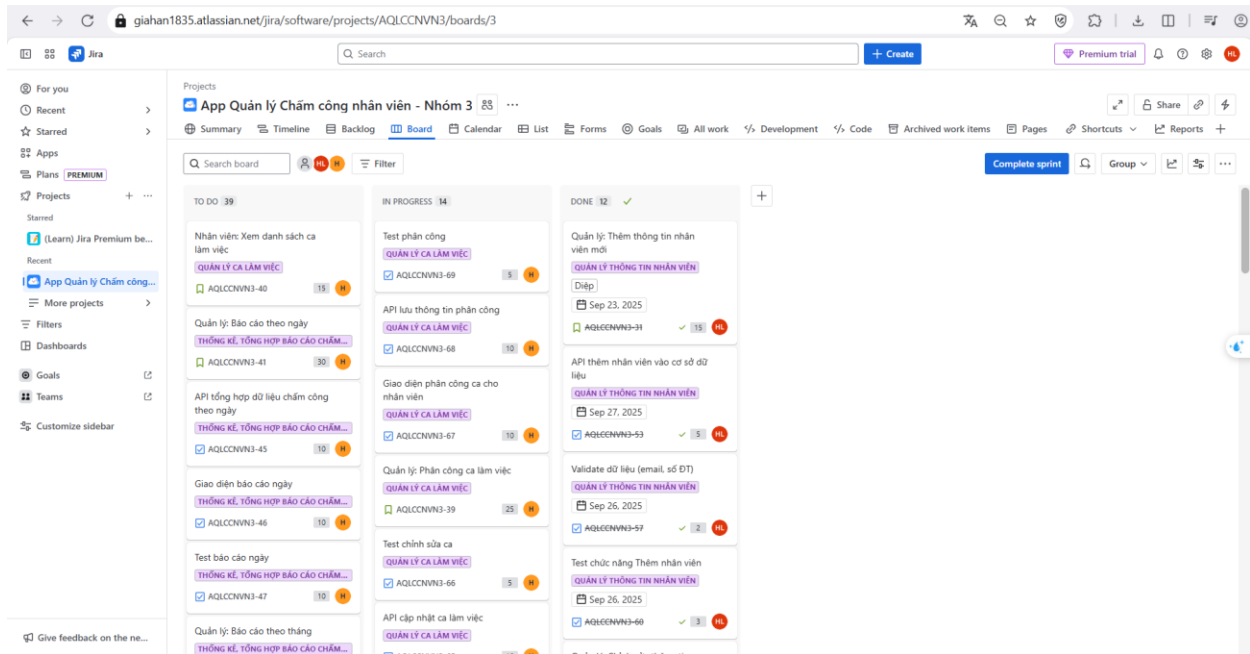 giahan1835.atlassian.net/jira/software/projects/AQLCCNVN3/boards/3
Jira
Search
+ Create
Premium trial
HL
For you
Recent
Starred
Apps
Plans PREMIUM
Projects
Starred
(Learn) Jira Premium be...
Recent
App Quản lý Chấm công...
More projects
Filters
Dashboards
Goals
Teams
Customize sidebar
Give feedback on the ne...
Projects
App Quản lý Chấm công nhân viên - Nhóm 3
Share
Summary Timeline Backlog Board Calendar List Forms Goals All work Development Code Archived work items Pages Shortcuts Reports
Search board
HL H
Filter
Complete sprint
Group
TO DO 39
Nhân viên: Xem danh sách ca
làm việc
QUẢN LÝ CA LÀM VIỆC
AQLCCNVN3-40 15 H
Quản lý: Báo cáo theo ngày
THỐNG KÊ, TỔNG HỢP BÁO CÁO CHẤM...
AQLCCNVN3-41 30 H
API tổng hợp dữ liệu chấm công
theo ngày
THỐNG KÊ, TỔNG HỢP BÁO CÁO CHẤM...
AQLCCNVN3-45 10 H
Giao diện báo cáo ngày
THỐNG KÊ, TỔNG HỢP BÁO CÁO CHẤM...
AQLCCNVN3-46 10 H
Test báo cáo ngày
THỐNG KÊ, TỔNG HỢP BÁO CÁO CHẤM...
AQLCCNVN3-47 10 H
Quản lý: Báo cáo theo tháng
THỐNG KÊ, TỔNG HỢP BÁO CÁO CHẤM...
IN PROGRESS 14
Test phân công
QUẢN LÝ CA LÀM VIỆC
AQLCCNVN3-69 5 H
API lưu thông tin phân công
QUẢN LÝ CA LÀM VIỆC
AQLCCNVN3-68 10 H
Giao diện phân công ca cho
nhân viên
QUẢN LÝ CA LÀM VIỆC
AQLCCNVN3-67 10 H
Quản lý: Phân công ca làm việc
QUẢN LÝ CA LÀM VIỆC
AQLCCNVN3-39 25 H
Test chỉnh sửa ca
QUẢN LÝ CA LÀM VIỆC
AQLCCNVN3-66 5 H
API cập nhật ca làm việc
QUẢN LÝ CA LÀM VIỆC
DONE 12
Quản lý: Thêm thông tin nhân
viên mới
QUẢN LÝ THÔNG TIN NHÂN VIÊN
Diệp
Sep 23, 2025
AQLCCNVN3-31 15 HL
API thêm nhân viên vào cơ sở dữ
liệu
QUẢN LÝ THÔNG TIN NHÂN VIÊN
Sep 27, 2025
AQLCCNVN3-53 5 HL
Validate dữ liệu (email, số ĐT)
QUẢN LÝ THÔNG TIN NHÂN VIÊN
Sep 26, 2025
AQLCCNVN3-57 2 HL
Test chức năng Thêm nhân viên
QUẢN LÝ THÔNG TIN NHÂN VIÊN
Sep 26, 2025
AQLCCNVN3-60 3 HL